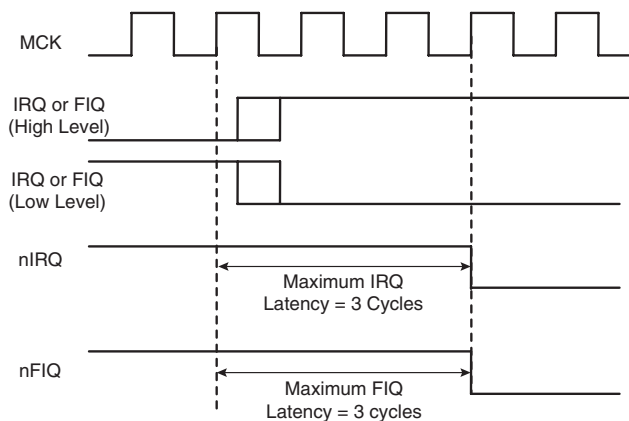 MCK
IRQ or FIQ
(High Level)
IRQ or FIQ
(Low Level)
nIRQ
Maximum IRQ
Latency = 3 Cycles
nFIQ
Maximum FIQ
Latency = 3 cycles